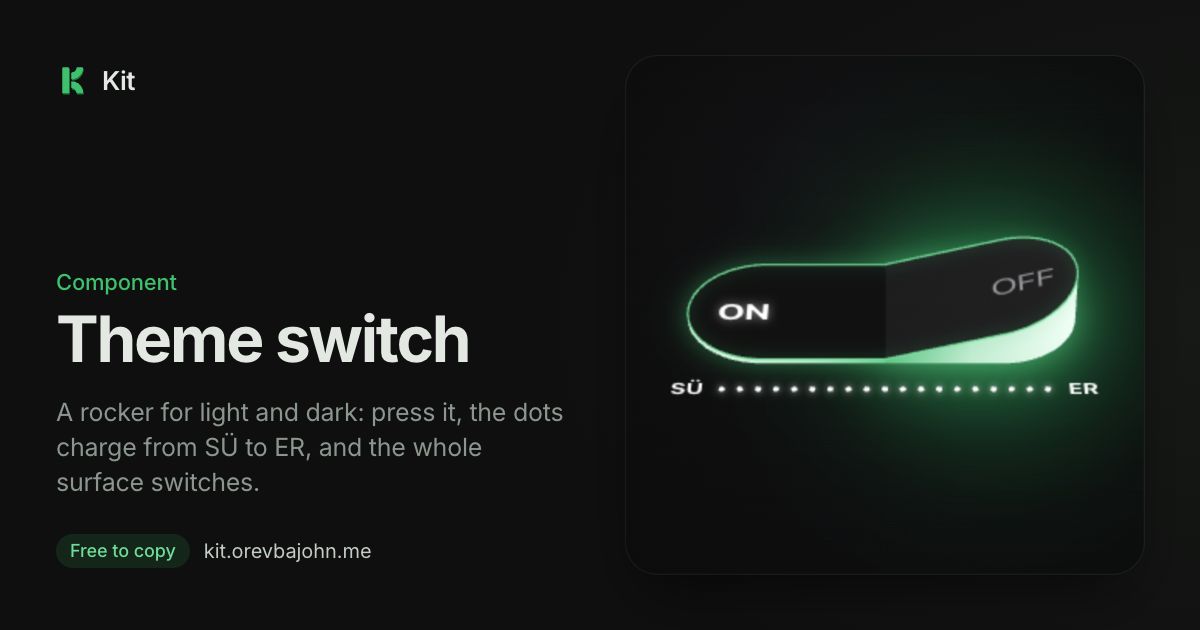 Kit
Component
Theme switch
A rocker for light and dark: press it, the dots
charge from SÜ to ER, and the whole
surface switches.
Free to copy
kit.orevbajohn.me
ON
OFF
SÜ
ER